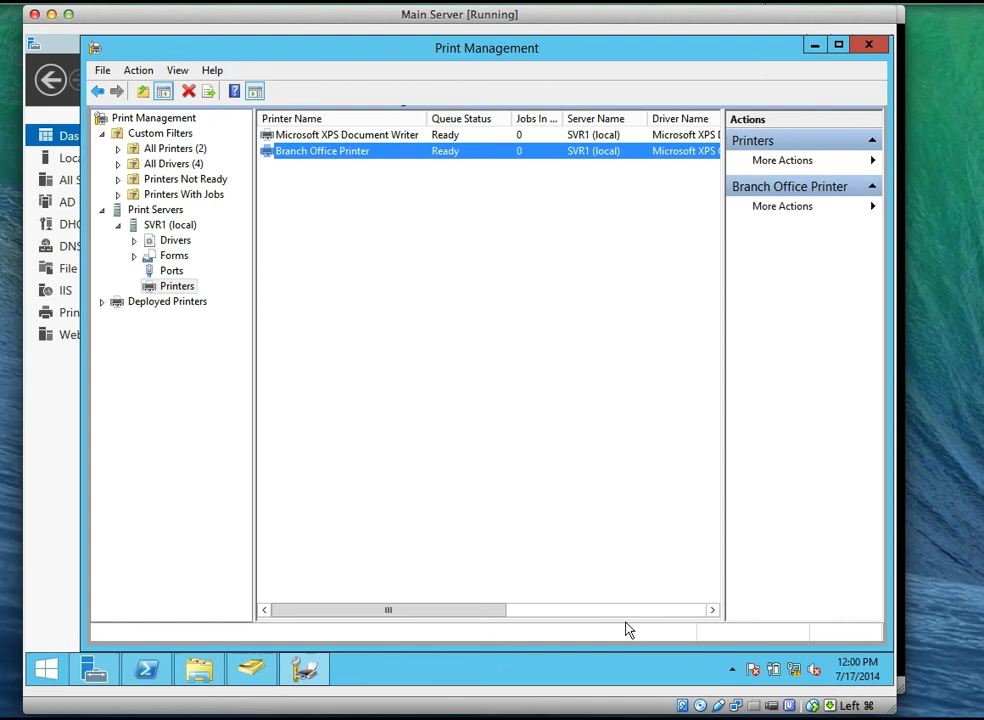 Main Server [Running]
Print Management
File Action View Help
Das
Loca
All S
AD
DHC
DNS
File
IIS
Prin
Web
Print Management
Custom Filters
All Printers (2)
All Drivers (4)
Printers Not Ready
Printers With Jobs
Print Servers
SVR1 (local)
Drivers
Forms
Ports
Printers
Deployed Printers
Printer Name Queue Status Jobs In ... Server Name Driver Name
Microsoft XPS Document Writer Ready 0 SVR1 (local) Microsoft XPS
Branch Office Printer Ready 0 SVR1 (local) Microsoft XPS
Actions
Printers
More Actions
Branch Office Printer
More Actions
12:00 PM
7/17/2014
Left ⌘